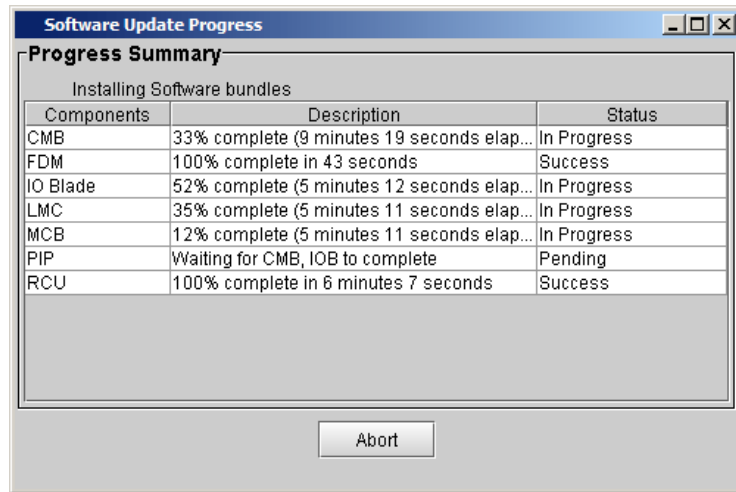 Software Update Progress
Progress Summary
Installing Software bundles
Components Description Status
CMB 33% complete (9 minutes 19 seconds elap... In Progress
FDM 100% complete in 43 seconds Success
IO Blade 52% complete (5 minutes 12 seconds elap... In Progress
LMC 35% complete (5 minutes 11 seconds elap... In Progress
MCB 12% complete (5 minutes 11 seconds elap... In Progress
PIP Waiting for CMB, IOB to complete Pending
RCU 100% complete in 6 minutes 7 seconds Success
Abort